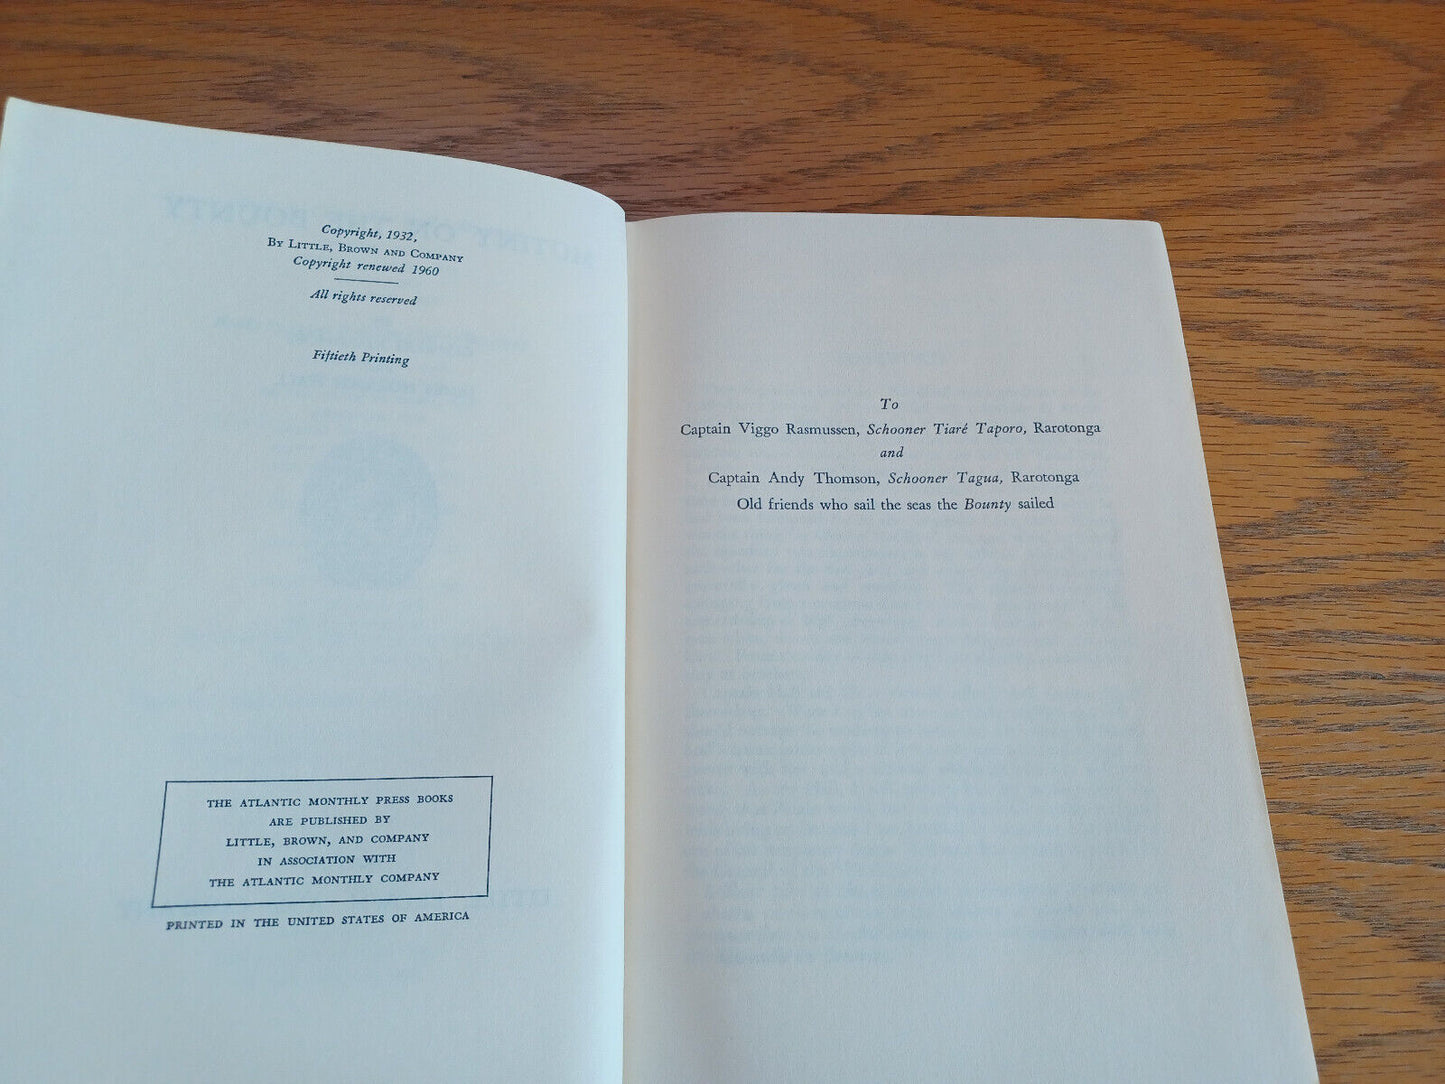 Copyright, 1932,
By Little, Brown and Company
Copyright renewed 1960
All rights reserved
Fiftieth Printing
THE ATLANTIC MONTHLY PRESS BOOKS
ARE PUBLISHED BY
LITTLE, BROWN, AND COMPANY
IN ASSOCIATION WITH
THE ATLANTIC MONTHLY COMPANY
PRINTED IN THE UNITED STATES OF AMERICA
To
Captain Viggo Rasmussen, Schooner Tiaré Taporo, Rarotonga
and
Captain Andy Thomson, Schooner Tagua, Rarotonga
Old friends who sail the seas the Bounty sailed